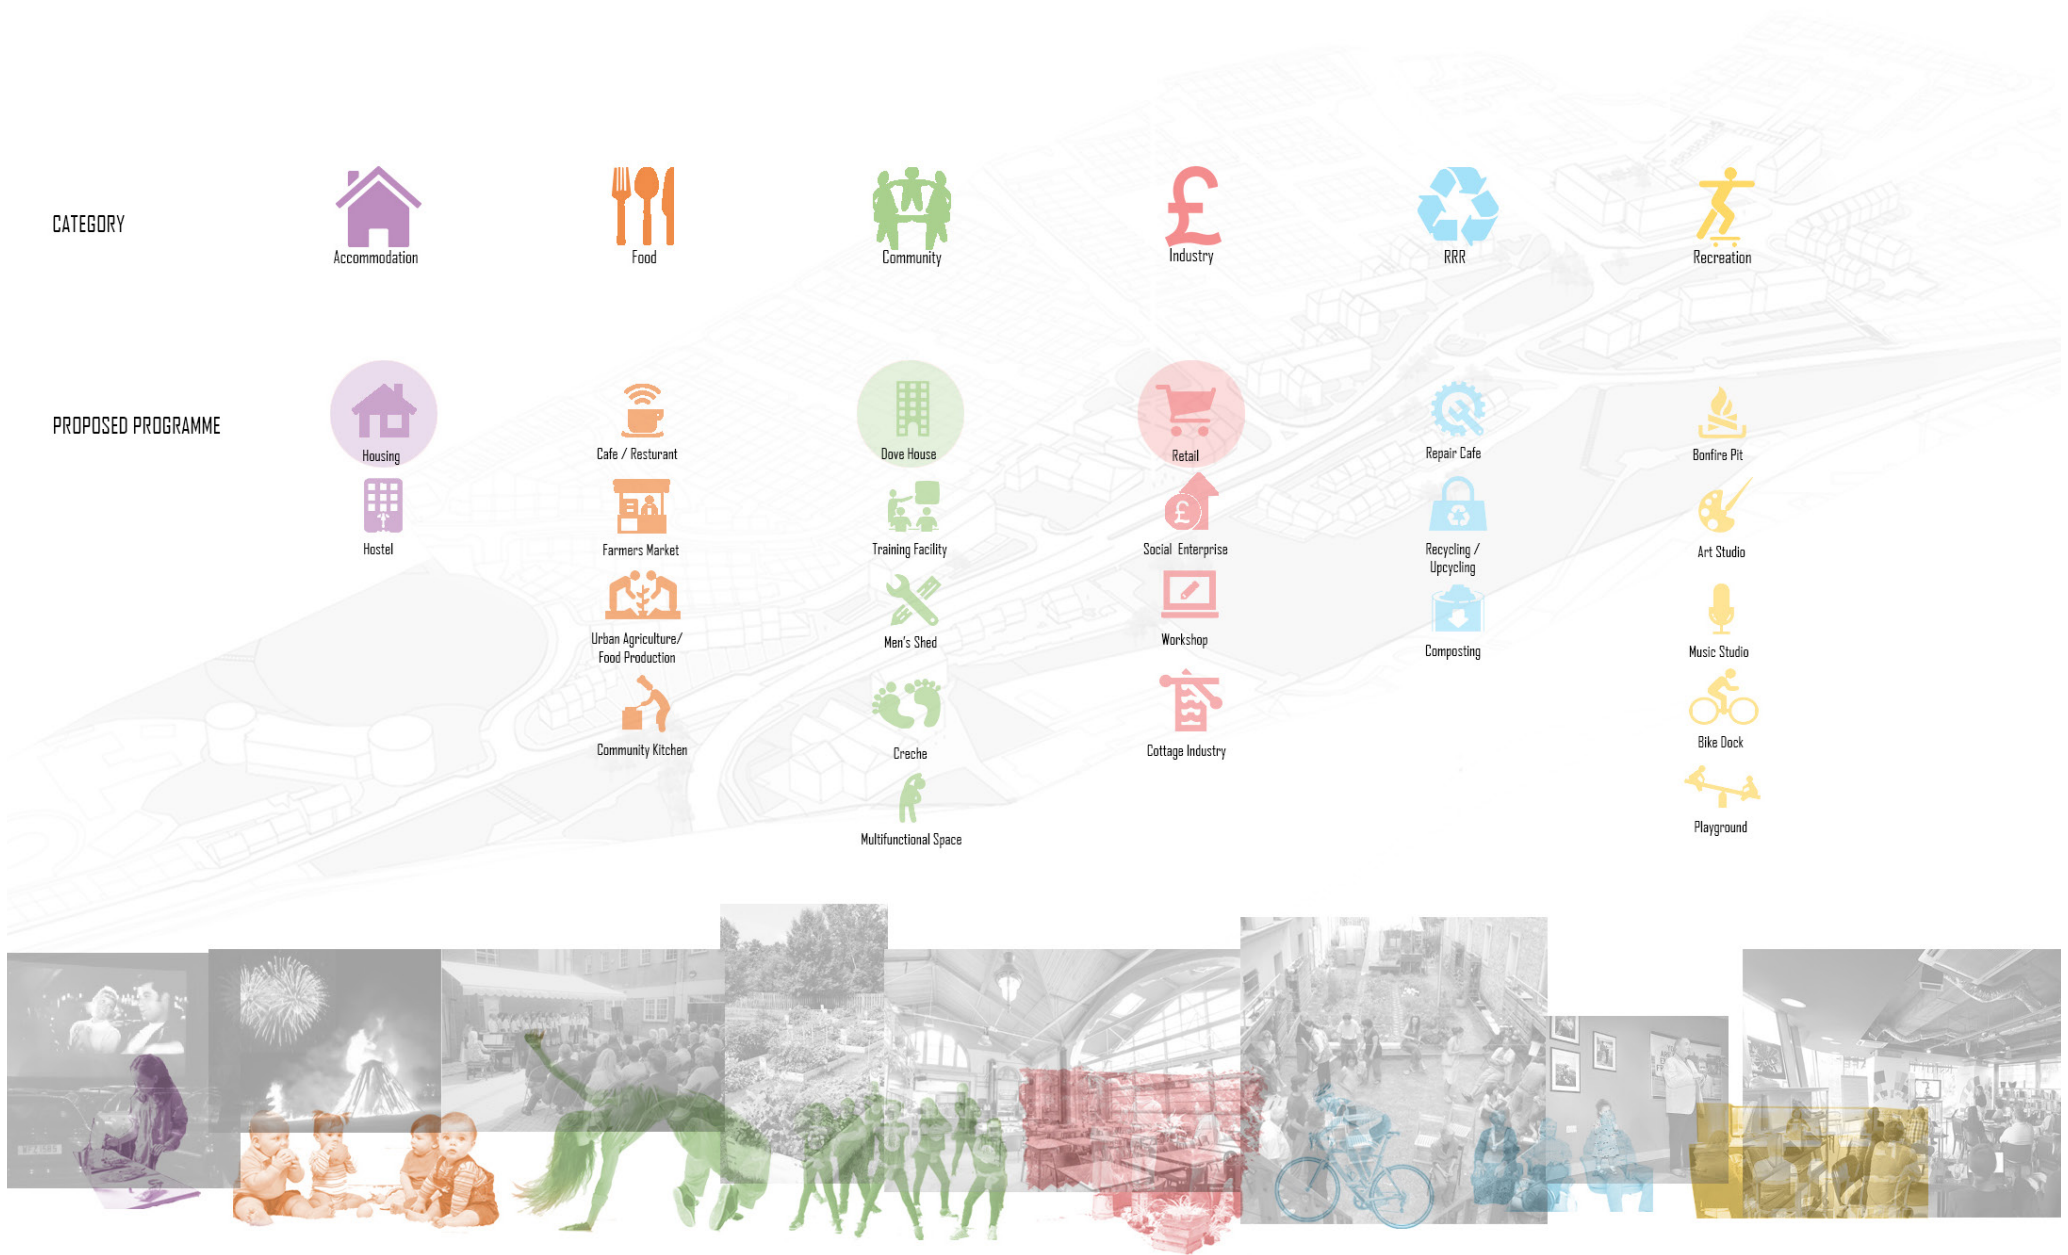 CATEGORY
Accommodation
Food
Community
Industry
RRR
Recreation
PROPOSED PROGRAMME
Housing
Cafe / Resturant
Dove House
Retail
Repair Cafe
Bonfire Pit
Hostel
Farmers Market
Training Facility
Social Enterprise
Recycling /
Upcycling
Art Studio
Urban Agriculture/
Food Production
Men's Shed
Workshop
Composting
Music Studio
Community Kitchen
Creche
Cottage Industry
Bike Dock
Multifunctional Space
Playground